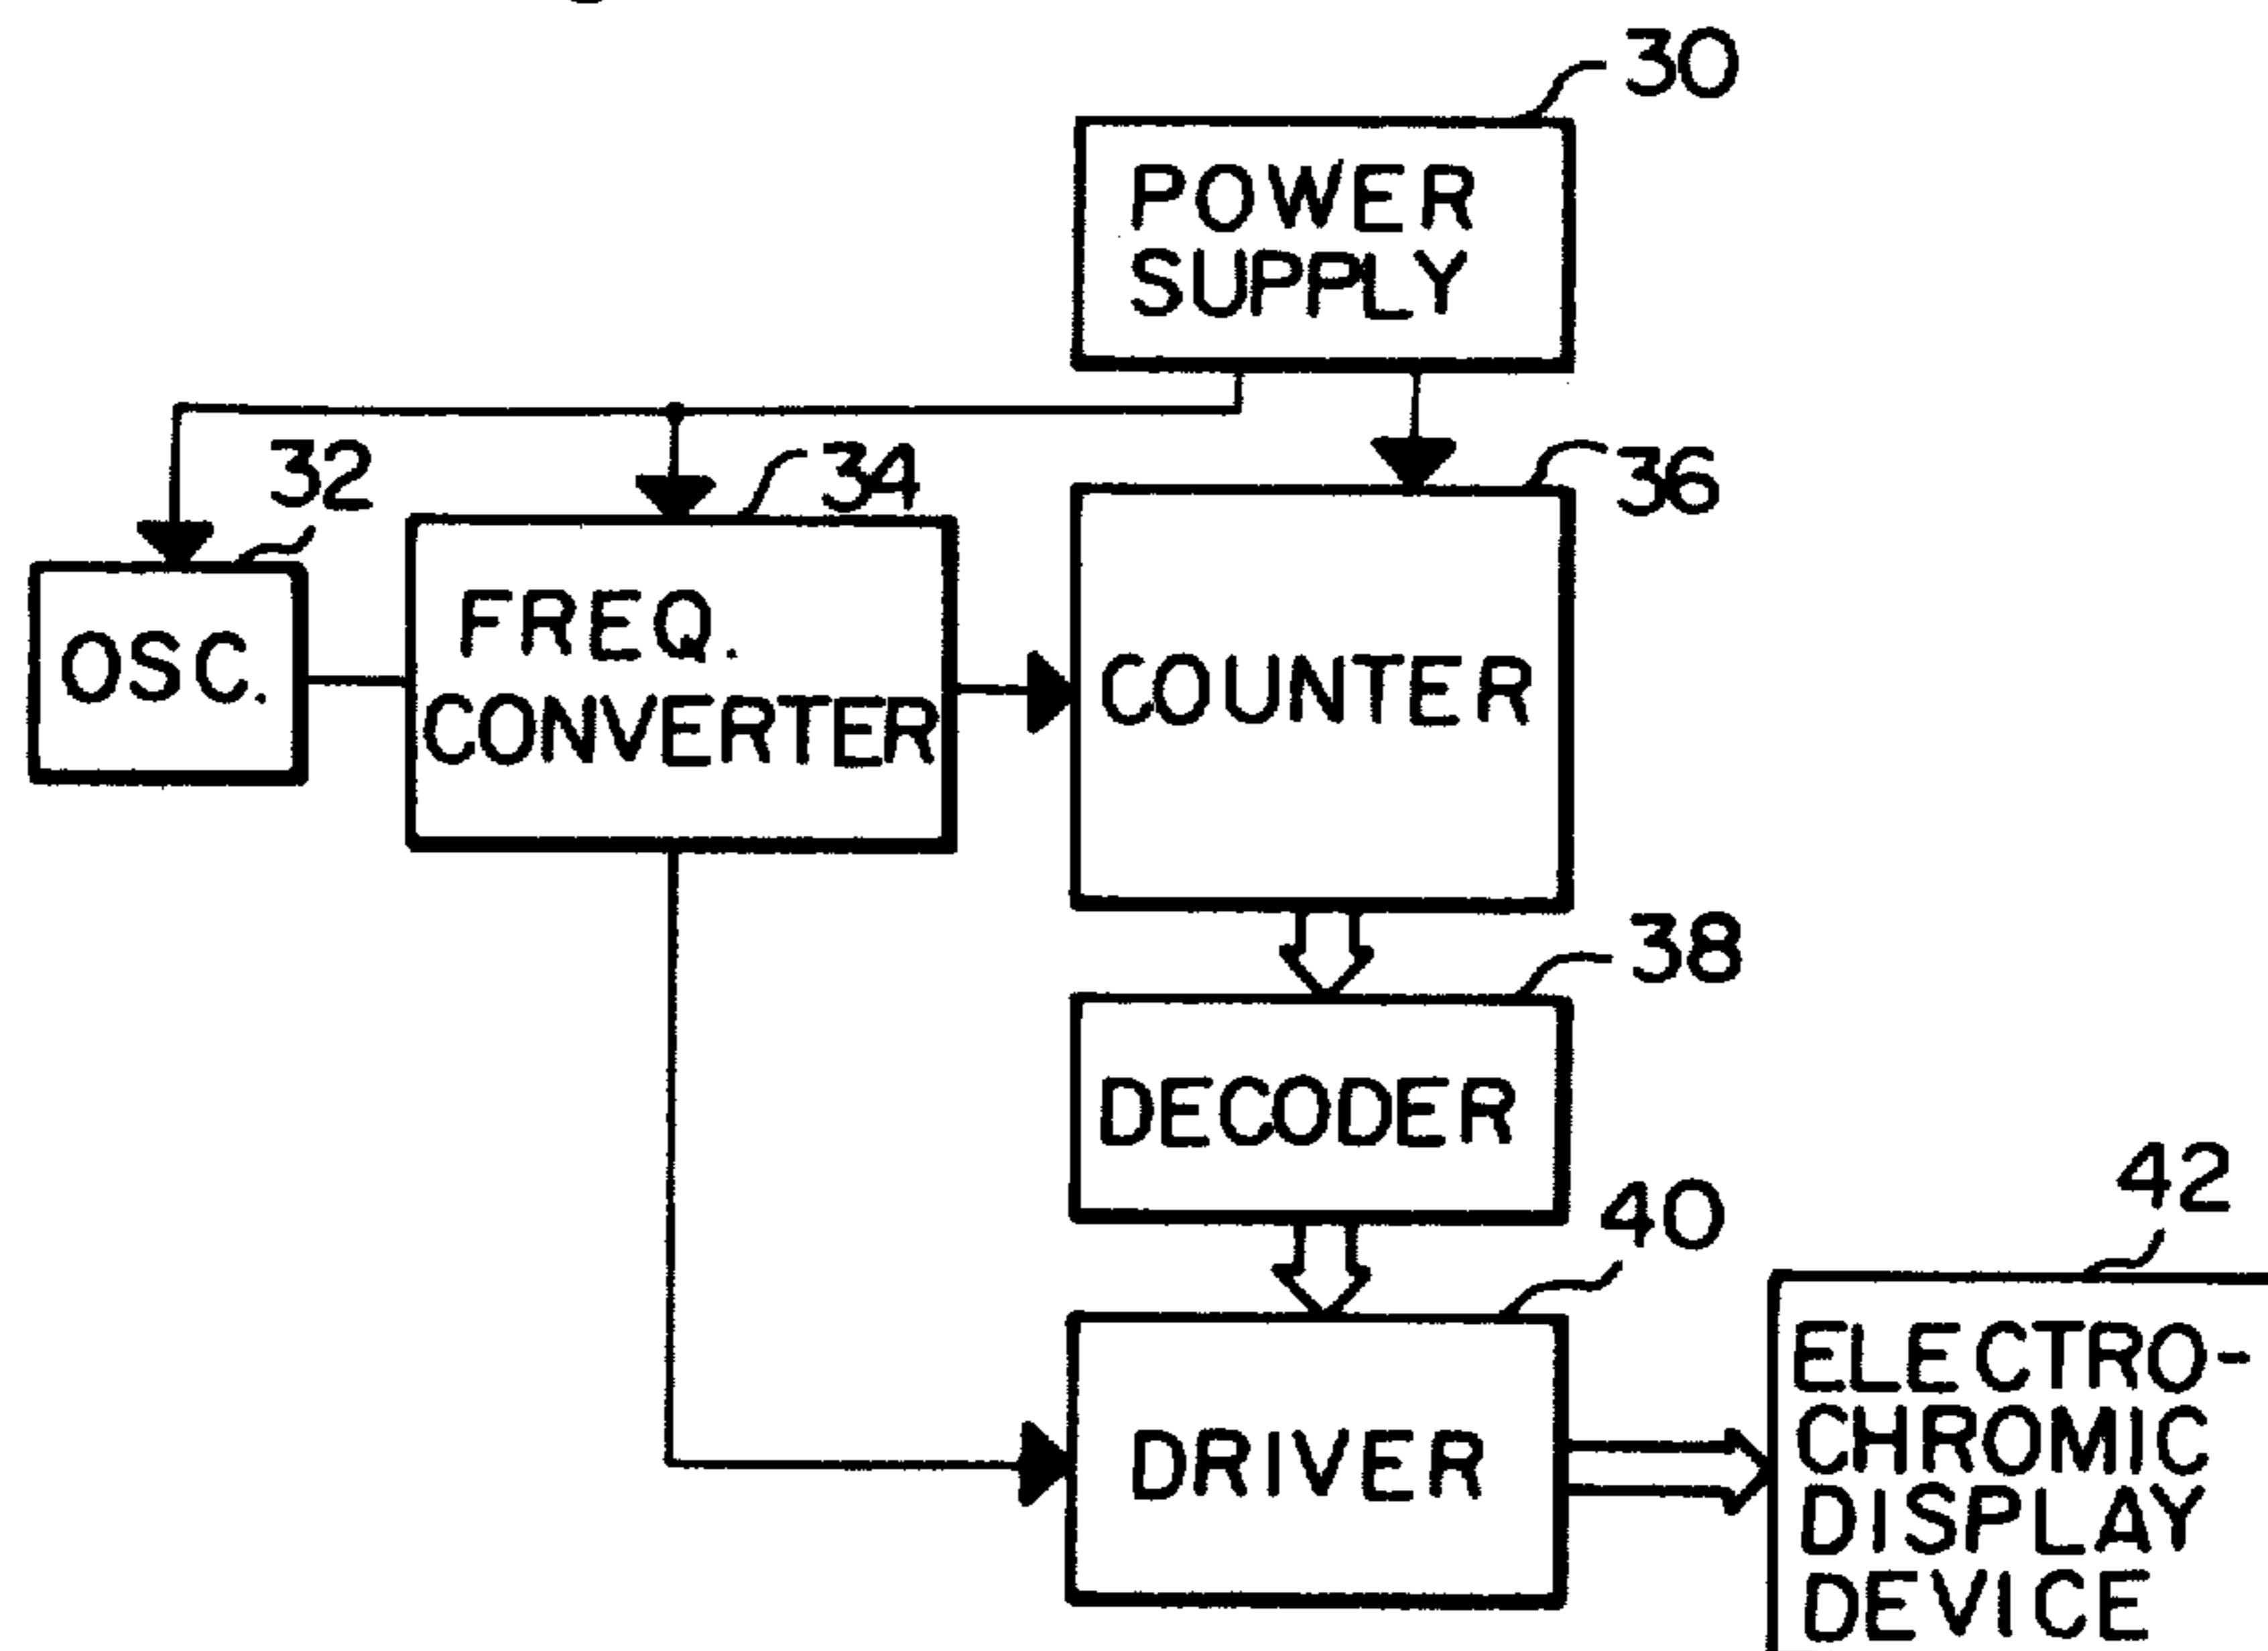 30
POWER
SUPPLY
32
34
36
OSC.
FREQ.
CONVERTER
COUNTER
38
DECODER
40
42
DRIVER
ELECTRO-
CHROMIC
DISPLAY
DEVICE